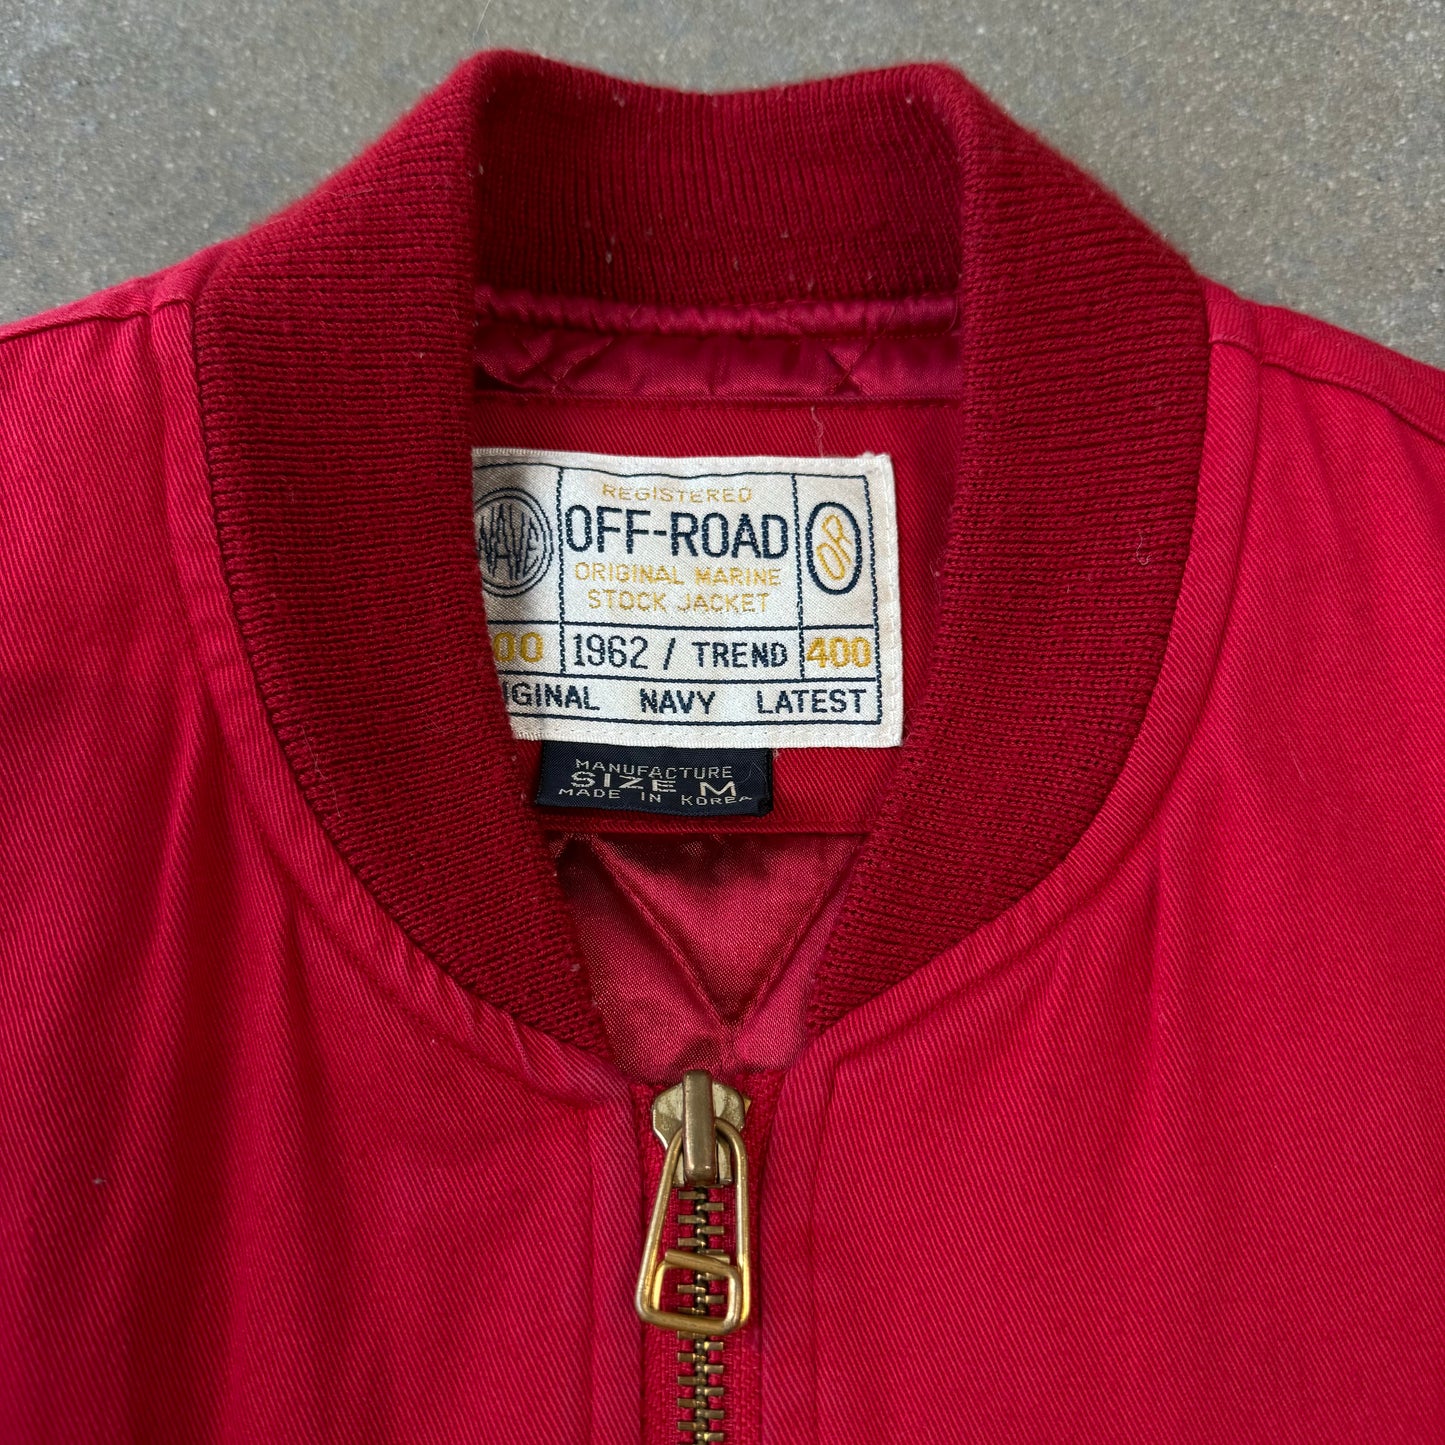 WAVE
REGISTERED
OFF-ROAD
ORIGINAL MARINE
STOCK JACKET
OR
00 1962 / TREND 400
IGINAL NAVY LATEST
MANUFACTURE
SIZE M
MADE IN KOREA